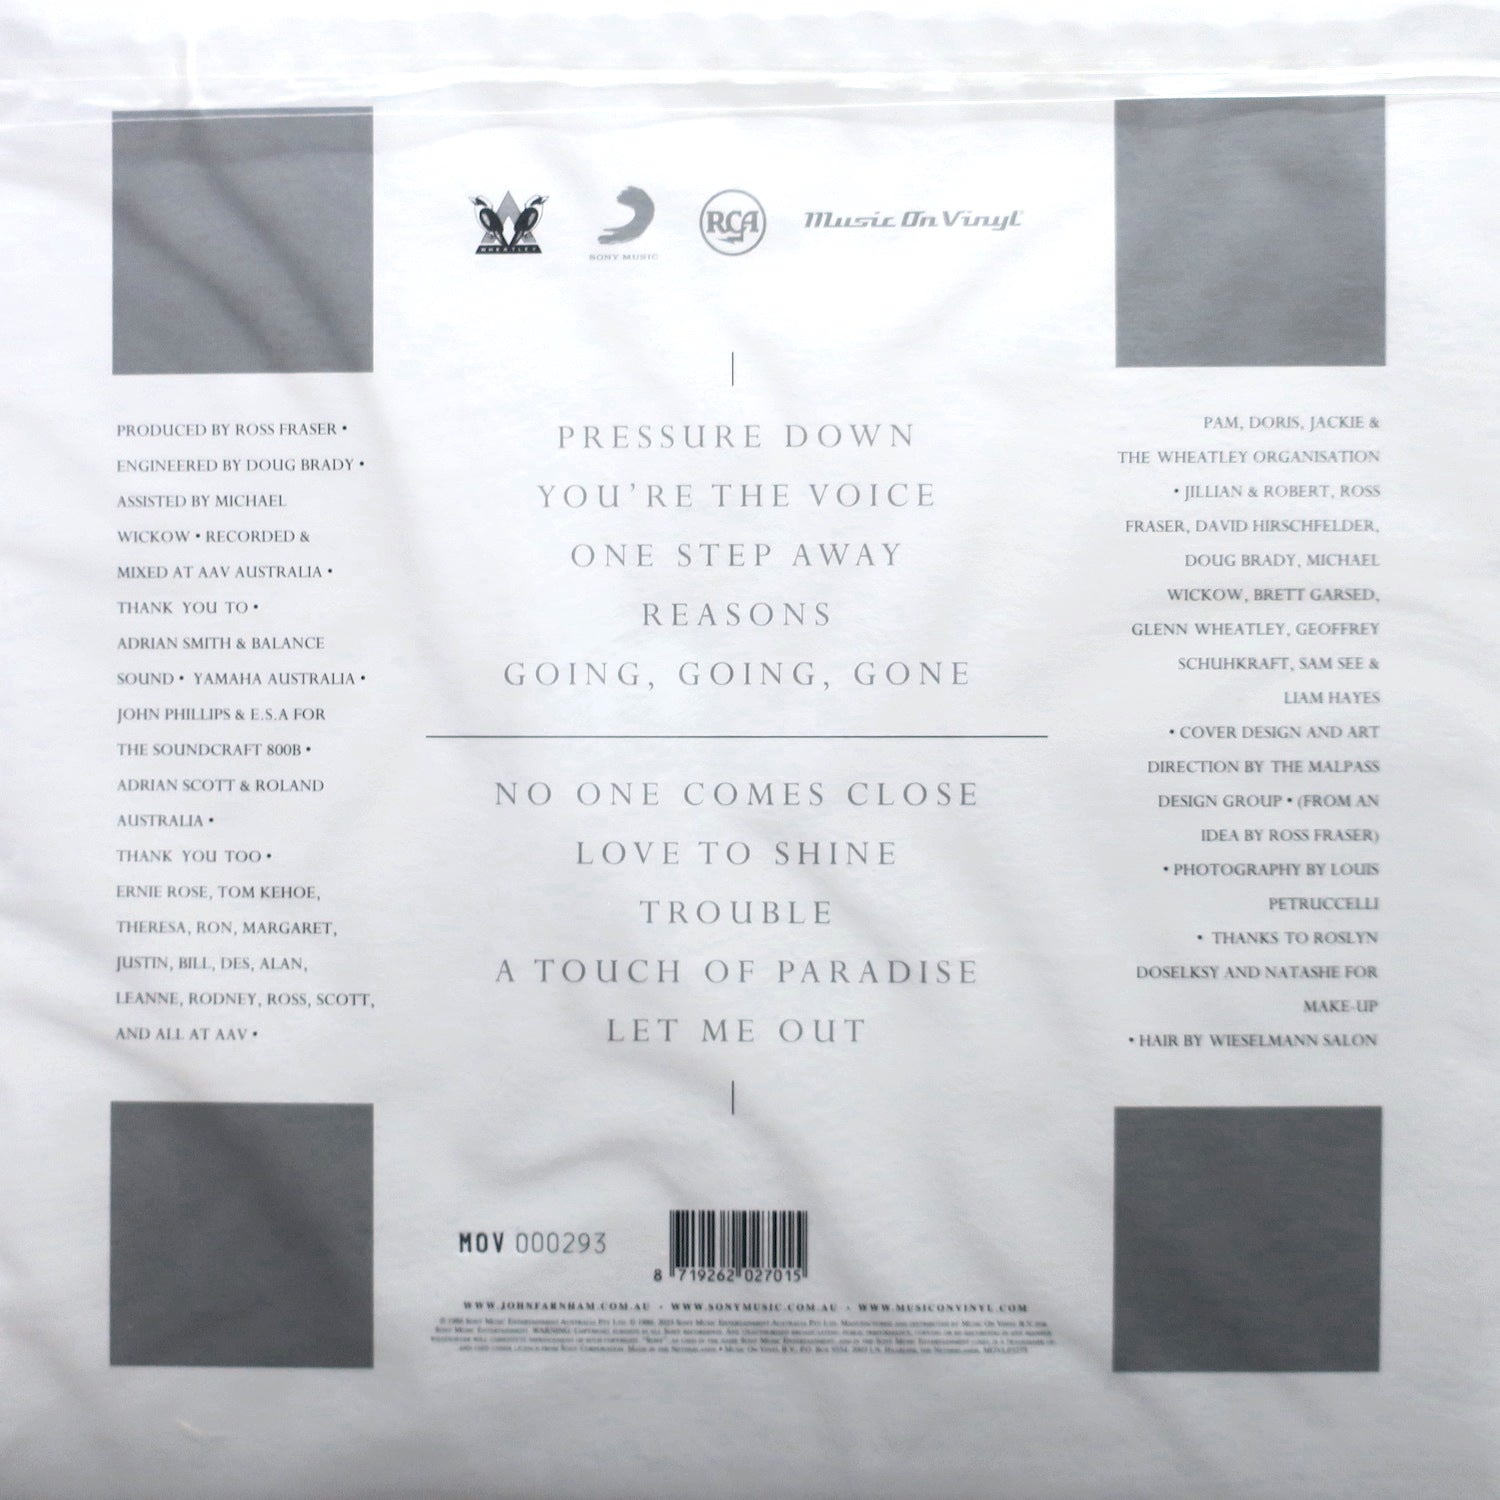 WHEATLEY
SONY MUSIC
RCA
Music On Vinyl
PRODUCED BY ROSS FRASER •
ENGINEERED BY DOUG BRADY •
ASSISTED BY MICHAEL
WICKOW • RECORDED &
MIXED AT AAV AUSTRALIA •
THANK YOU TO •
ADRIAN SMITH & BALANCE
SOUND • YAMAHA AUSTRALIA •
JOHN PHILLIPS & E.S.A FOR
THE SOUNDCRAFT 800B •
ADRIAN SCOTT & ROLAND
AUSTRALIA •
THANK YOU TOO •
ERNIE ROSE, TOM KEHOE,
THERESA, RON, MARGARET,
JUSTIN, BILL, DES, ALAN,
LEANNE, RODNEY, ROSS, SCOTT,
AND ALL AT AAV •
PRESSURE DOWN
YOU'RE THE VOICE
ONE STEP AWAY
REASONS
GOING, GOING, GONE
NO ONE COMES CLOSE
LOVE TO SHINE
TROUBLE
A TOUCH OF PARADISE
LET ME OUT
PAM, DORIS, JACKIE &
THE WHEATLEY ORGANISATION
• JILLIAN & ROBERT, ROSS
FRASER, DAVID HIRSCHFELDER,
DOUG BRADY, MICHAEL
WICKOW, BRETT GARSED,
GLENN WHEATLEY, GEOFFREY
SCHUHKRAFT, SAM SEE &
LIAM HAYES
• COVER DESIGN AND ART
DIRECTION BY THE MALPASS
DESIGN GROUP • (FROM AN
IDEA BY ROSS FRASER)
• PHOTOGRAPHY BY LOUIS
PETRUCCELLI
• THANKS TO ROSLYN
DOSELKSY AND NATASHE FOR
MAKE-UP
• HAIR BY WIESELMANN SALON
MOV 000293
8 719262 027015
WWW.JOHNFARNHAM.COM.AU • WWW.SONYMUSIC.COM.AU • WWW.MUSICONVINYL.COM